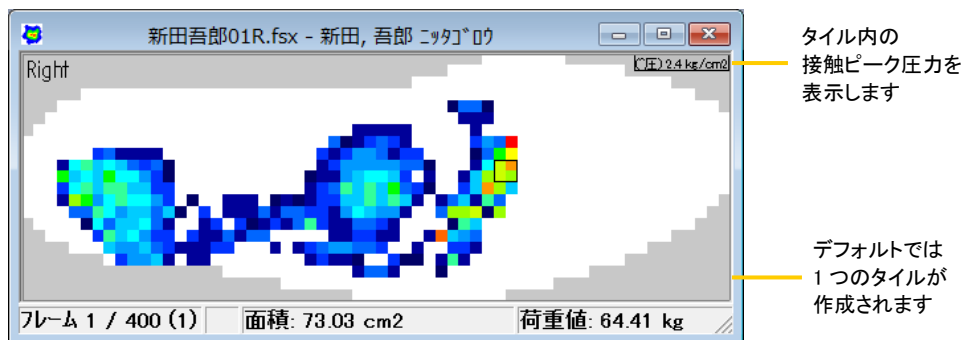 新田吾郎01R.fsx - 新田, 吾郎 ﾆｯﾀｺﾞﾛｳ
Right
(ﾋﾟ圧) 2.4 kg/cm2
タイル内の
接触ピーク圧力を
表示します
デフォルトでは
1 つのタイルが
作成されます
フレーム 1 / 400 (1)
面積: 73.03 cm2
荷重値: 64.41 kg